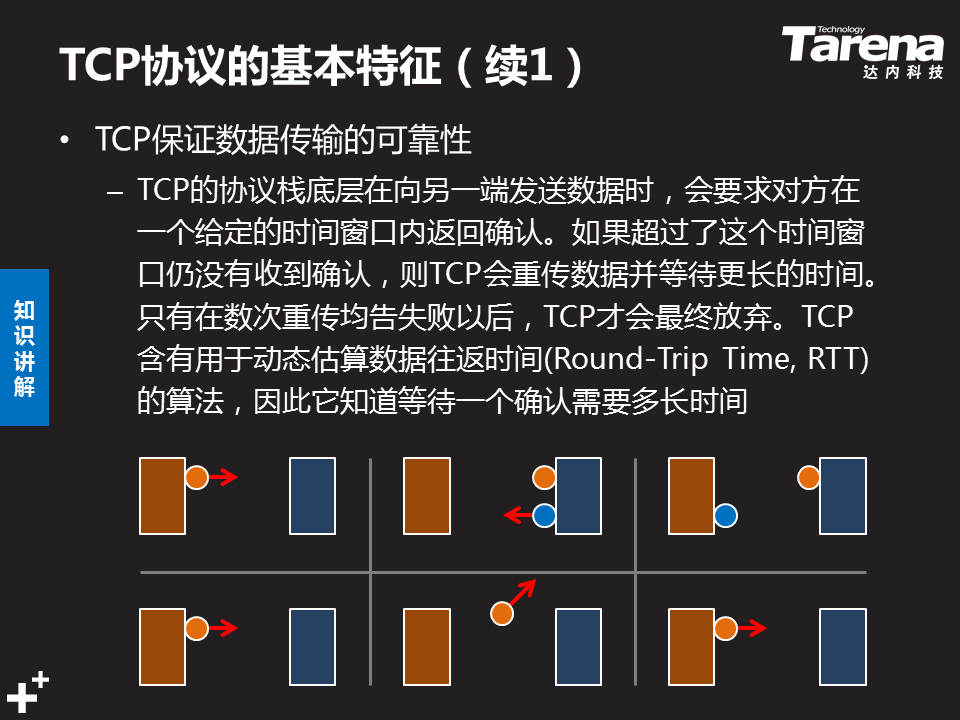 TCP协议的基本特征（续1）
Technology
Tarena
达内科技
• TCP保证数据传输的可靠性
– TCP的协议栈底层在向另一端发送数据时，会要求对方在
一个给定的时间窗口内返回确认。如果超过了这个时间窗
口仍没有收到确认，则TCP会重传数据并等待更长的时间。
只有在数次重传均告失败以后，TCP才会最终放弃。TCP
含有用于动态估算数据往返时间(Round-Trip Time, RTT)
的算法，因此它知道等待一个确认需要多长时间
知
识
讲
解